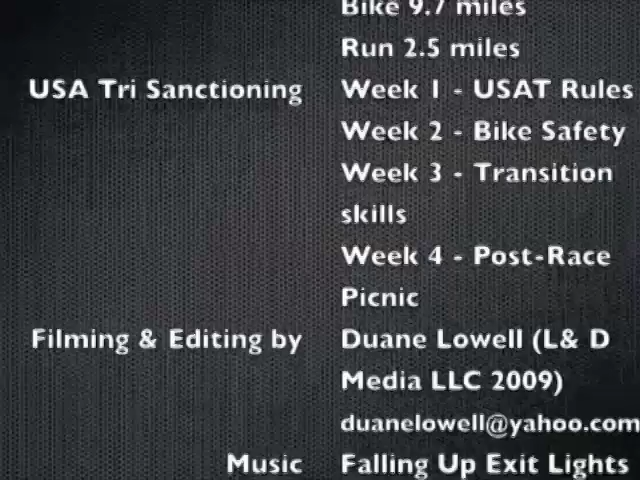 Bike 9.7 miles
Run 2.5 miles
USA Tri Sanctioning Week 1 - USAT Rules
Week 2 - Bike Safety
Week 3 - Transition
skills
Week 4 - Post-Race
Picnic
Filming & Editing by Duane Lowell (L& D
Media LLC 2009)
duanelowell@yahoo.com
Music Falling Up Exit Lights